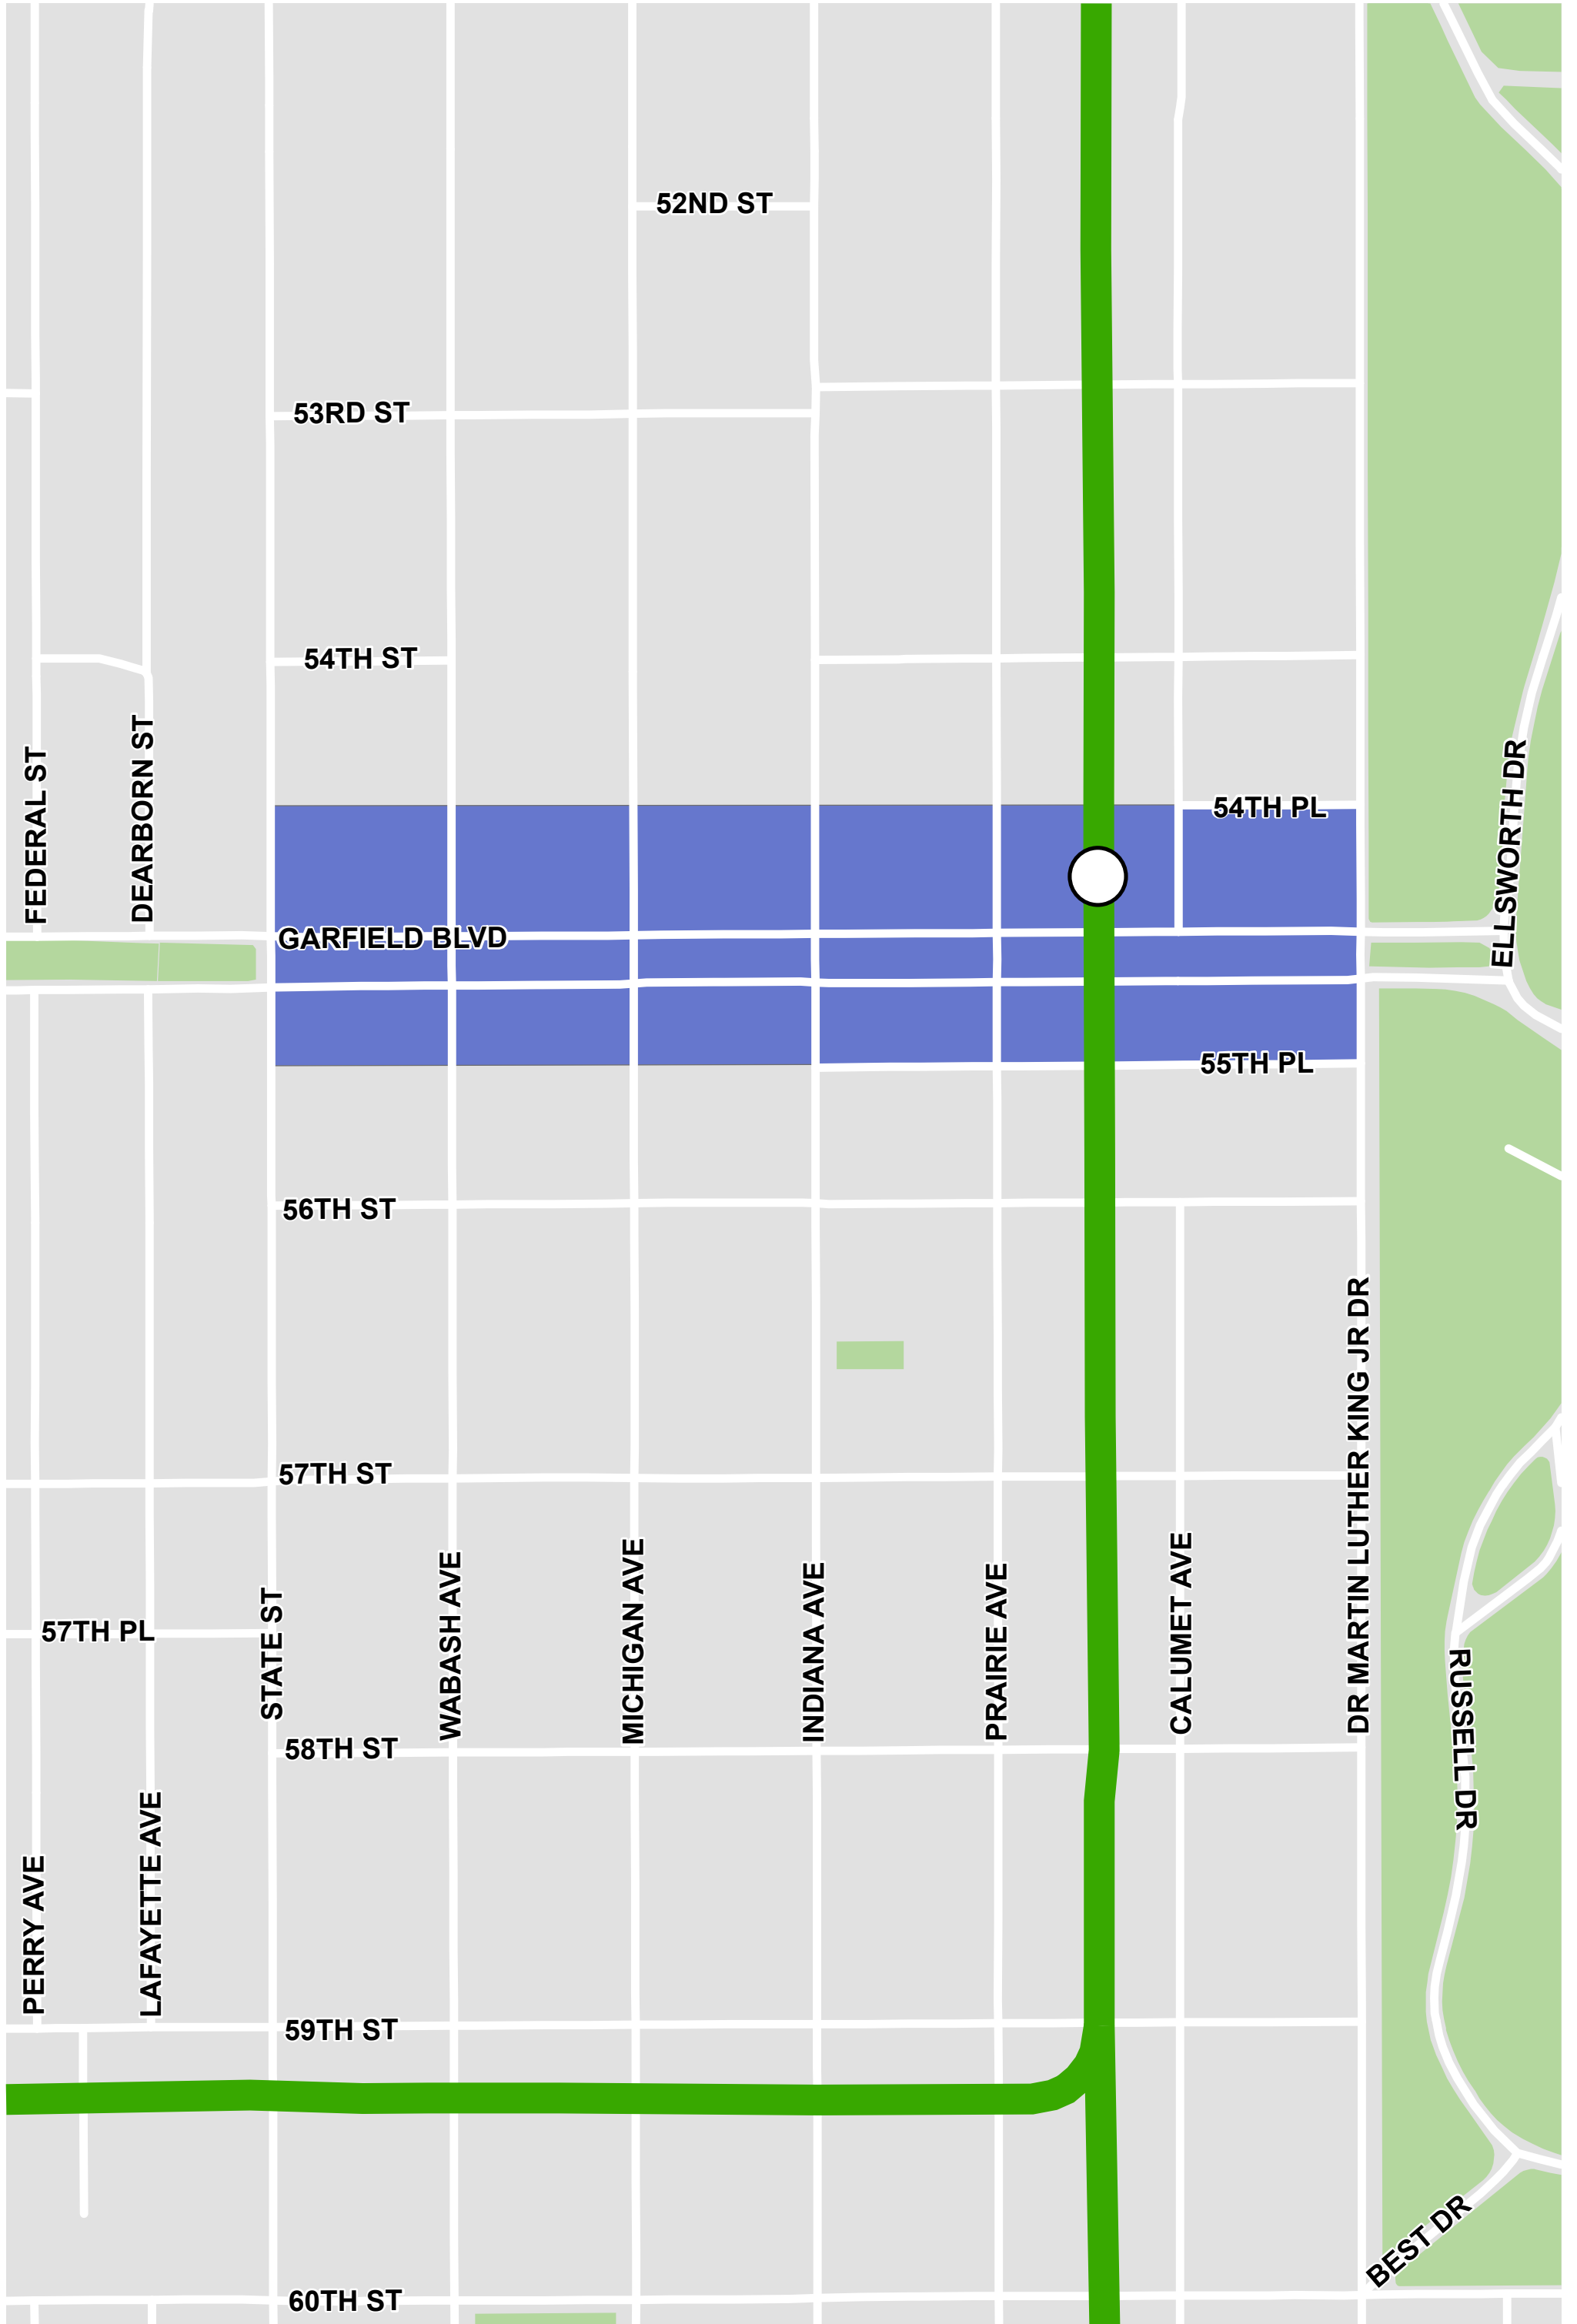 52ND ST
53RD ST
54TH ST
FEDERAL ST
DEARBORN ST
54TH PL
ELLSWORTH DR
GARFIELD BLVD
55TH PL
56TH ST
DR MARTIN LUTHER KING JR DR
57TH ST
57TH PL
STATE ST
WABASH AVE
MICHIGAN AVE
INDIANA AVE
PRAIRIE AVE
CALUMET AVE
RUSSELL DR
58TH ST
PERRY AVE
LAFAYETTE AVE
59TH ST
BEST DR
60TH ST